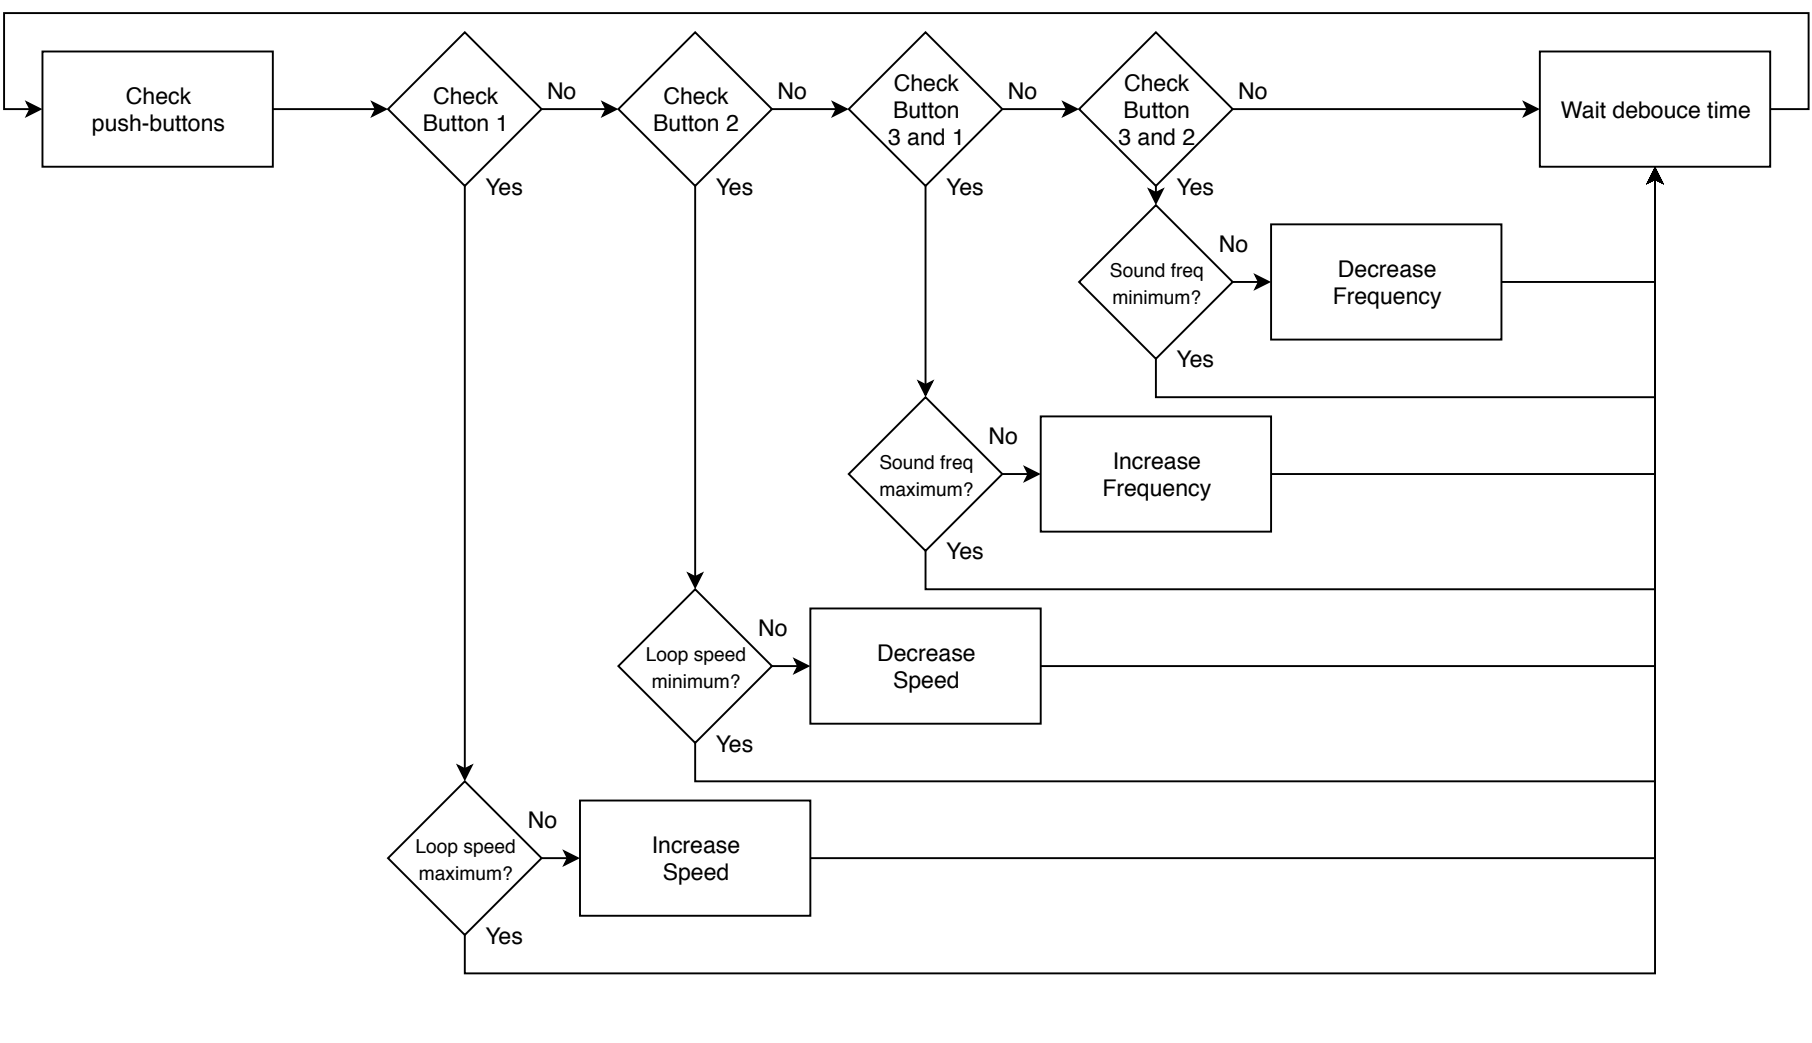 Check
push-buttons
Check
Button 1
No
Yes
Check
Button 2
No
Yes
Check
Button
3 and 1
No
Yes
Check
Button
3 and 2
No
Yes
Wait debouce time
Sound freq
minimum?
No
Yes
Decrease
Frequency
Sound freq
maximum?
No
Yes
Increase
Frequency
Loop speed
minimum?
No
Yes
Decrease
Speed
Loop speed
maximum?
No
Yes
Increase
Speed